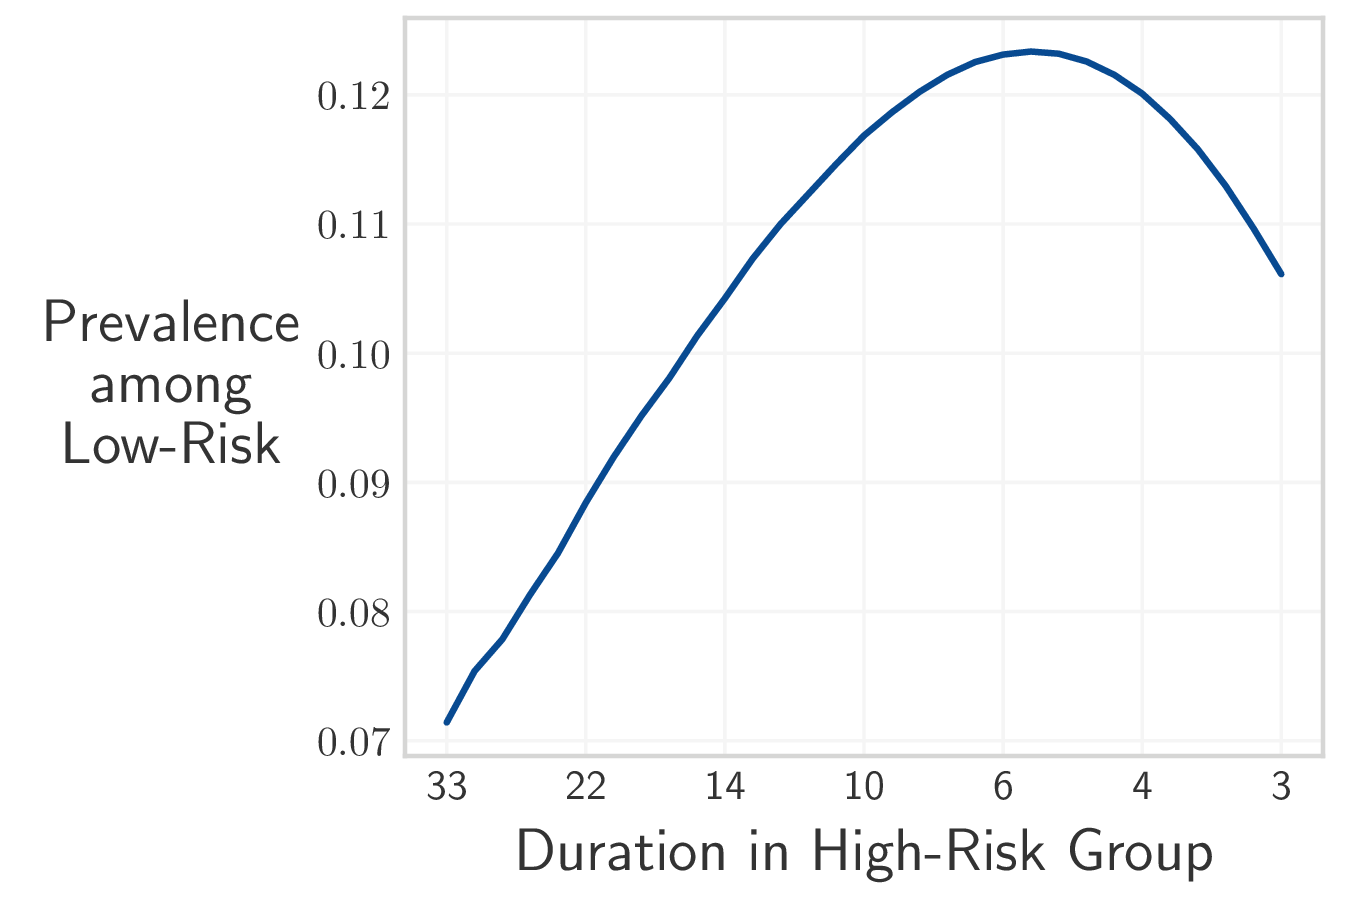 0.12
0.11
0.10
0.09
0.08
0.07
Prevalence
among
Low-Risk
33 22 14 10 6 4 3
Duration in High-Risk Group